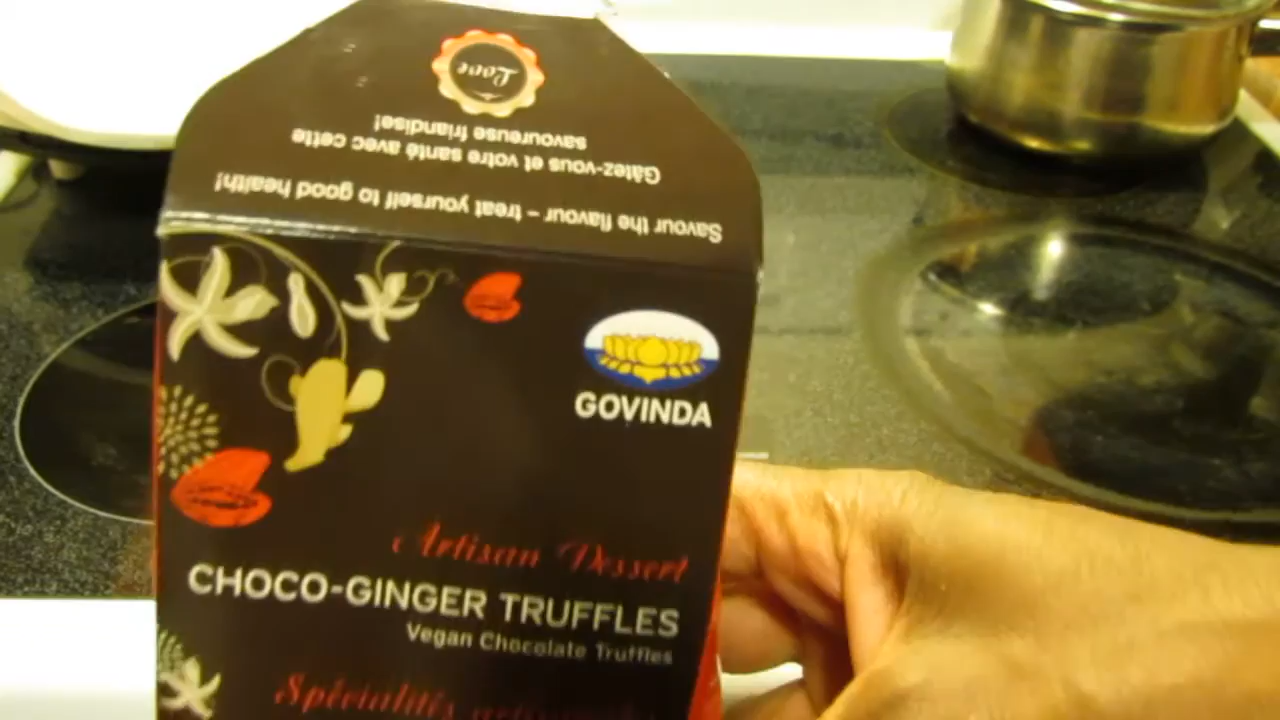 Love
Savour the flavour – treat yourself to good health!
Gâtez-vous et votre santé avec cette
savoureuse friandise!
GOVINDA
Artisan Dessert
CHOCO-GINGER TRUFFLES
Vegan Chocolate Truffles
Spécialités